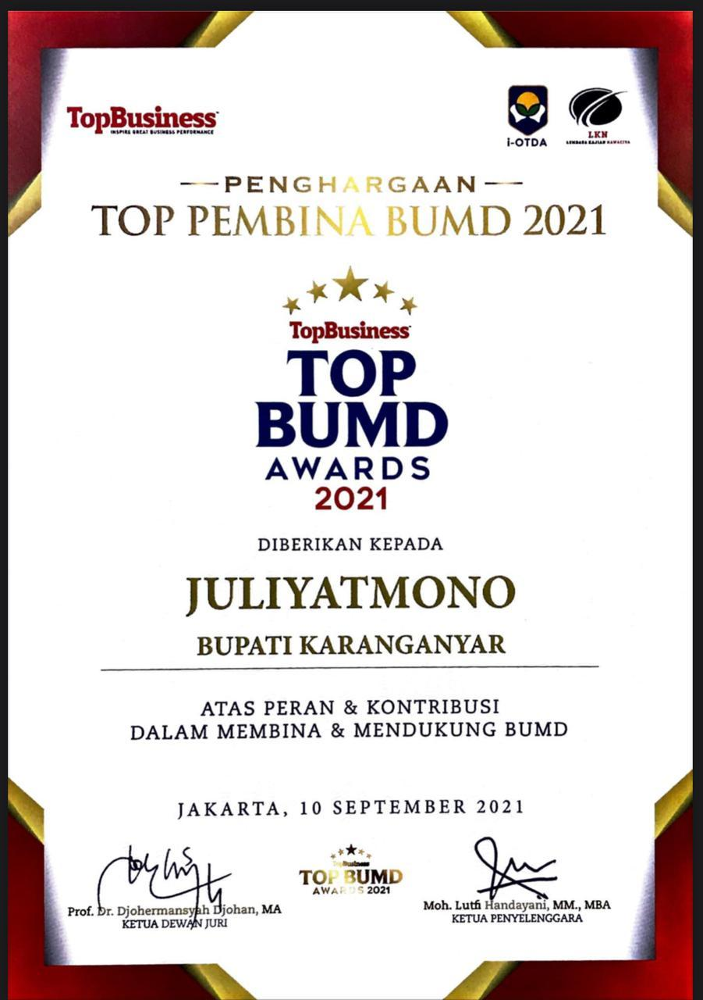 TopBusiness
INSPIRE GREAT BUSINESS PERFORMANCE
i-OTDA
LKN
LEMBAGA KAJIAN NAWACITA
PENGHARGAAN
TOP PEMBINA BUMD 2021
TopBusiness
TOP
BUMD
AWARDS
2021
DIBERIKAN KEPADA
JULIYATMONO
BUPATI KARANGANYAR
ATAS PERAN & KONTRIBUSI
DALAM MEMBINA & MENDUKUNG BUMD
JAKARTA, 10 SEPTEMBER 2021
TopBusiness
TOP BUMD
AWARDS 2021
Prof. Dr. Djohermansyah Djohan, MA
KETUA DEWAN JURI
Moh. Lutfi Handayani, MM., MBA
KETUA PENYELENGGARA